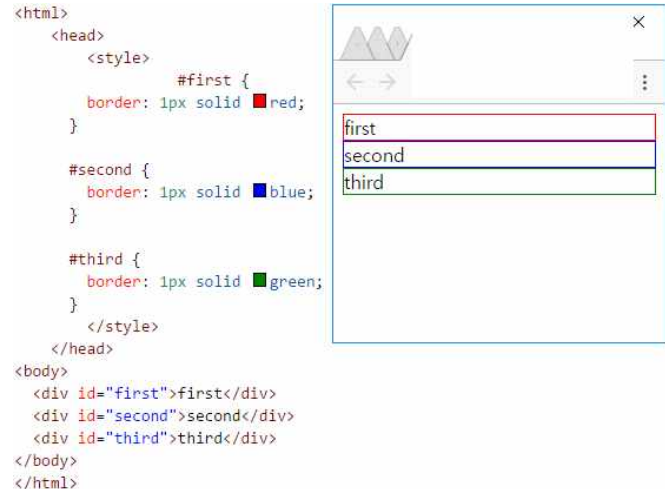 <html>
<head>
<style>
#first {
border: 1px solid red;
}
#second {
border: 1px solid blue;
}
#third {
border: 1px solid green;
}
</style>
</head>
<body>
<div id="first">first</div>
<div id="second">second</div>
<div id="third">third</div>
</body>
</html>
first
second
third